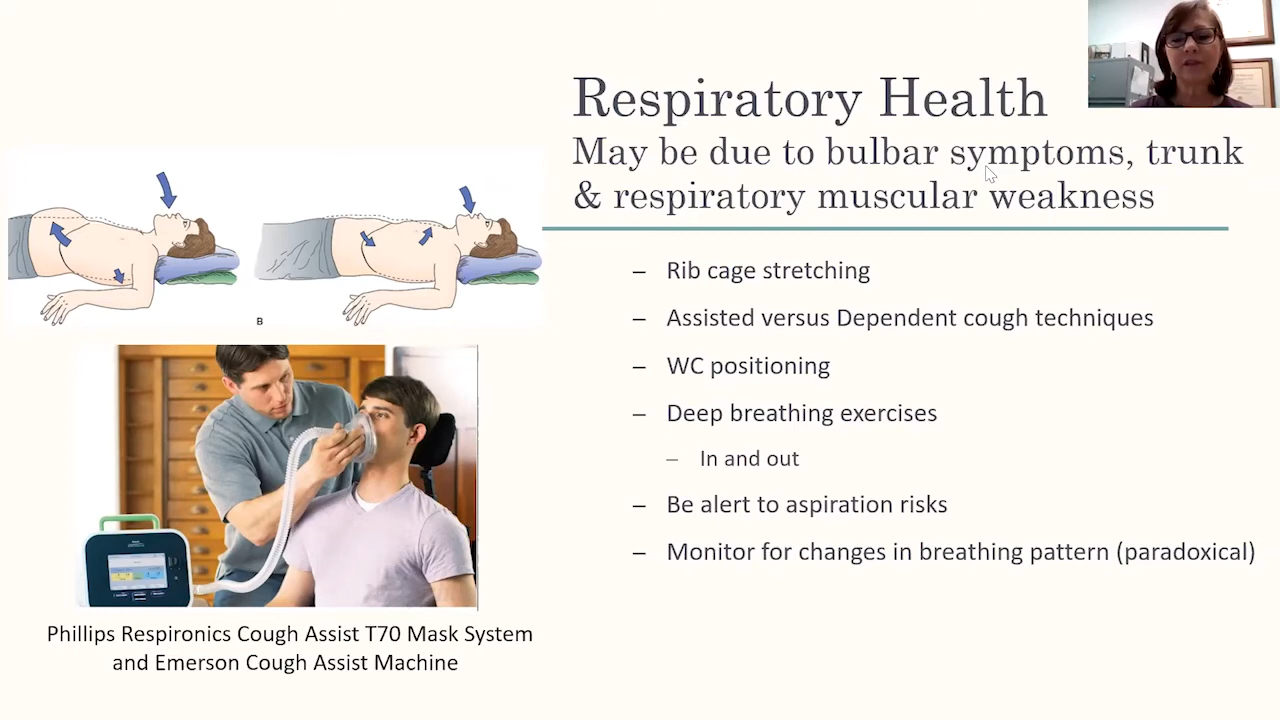 Respiratory Health
May be due to bulbar symptoms, trunk
& respiratory muscular weakness
– Rib cage stretching
– Assisted versus Dependent cough techniques
– WC positioning
– Deep breathing exercises
– In and out
– Be alert to aspiration risks
– Monitor for changes in breathing pattern (paradoxical)
B
Phillips Respironics Cough Assist T70 Mask System
and Emerson Cough Assist Machine